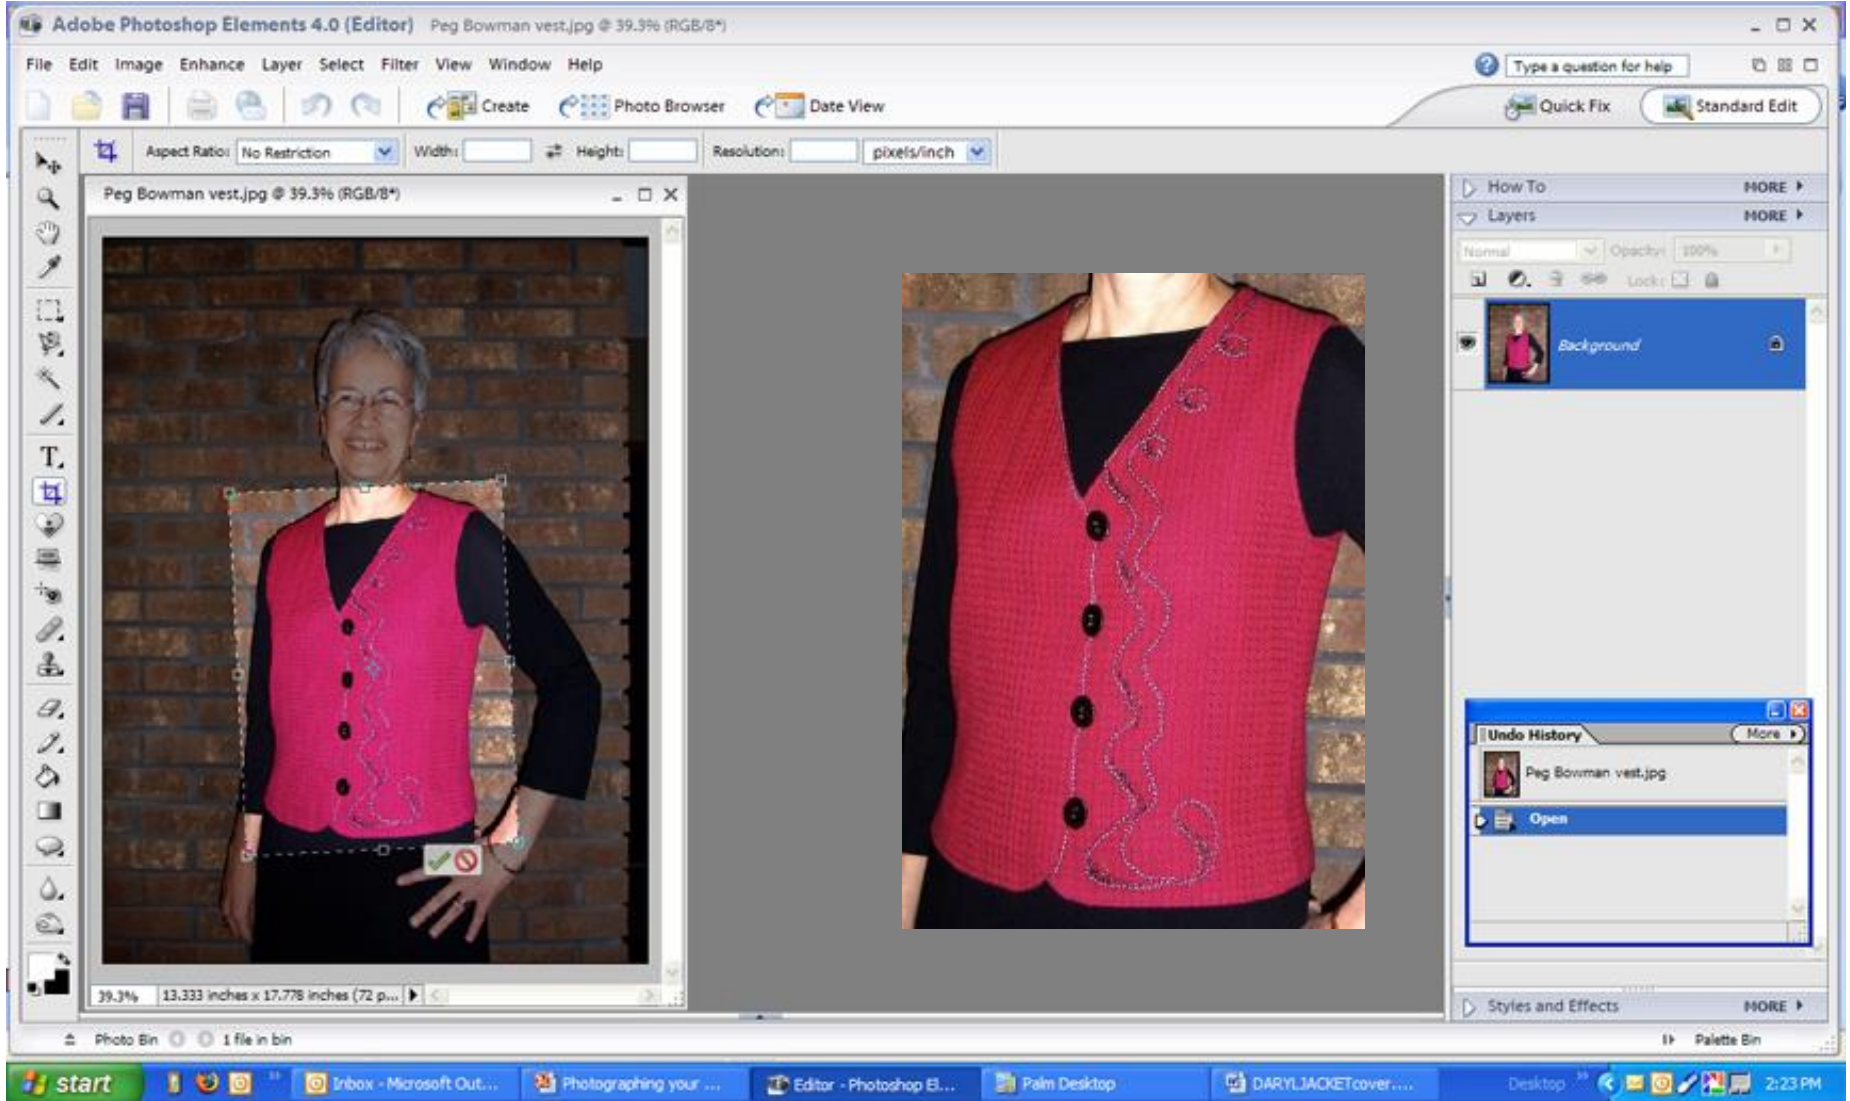 Adobe Photoshop Elements 4.0 (Editor) Peg Bowman vest.jpg @ 39.3% (RGB/8*)
File Edit Image Enhance Layer Select Filter View Window Help
Type a question for help
Create Photo Browser Date View Quick Fix Standard Edit
Aspect Ratio: No Restriction Width: Height: Resolution: pixels/inch
Peg Bowman vest.jpg @ 39.3% (RGB/8*)
How To MORE
Layers MORE
Normal Opacity: 100%
Lock:
Background
Undo History More
Peg Bowman vest.jpg
Open
39.3% 13.333 inches x 17.778 inches (72 p...
Styles and Effects MORE
Photo Bin 1 file in bin Palette Bin
start Inbox - Microsoft Out... Photographing your ... Editor - Photoshop El... Palm Desktop DARYLJACKETcover.... Desktop 2:23 PM